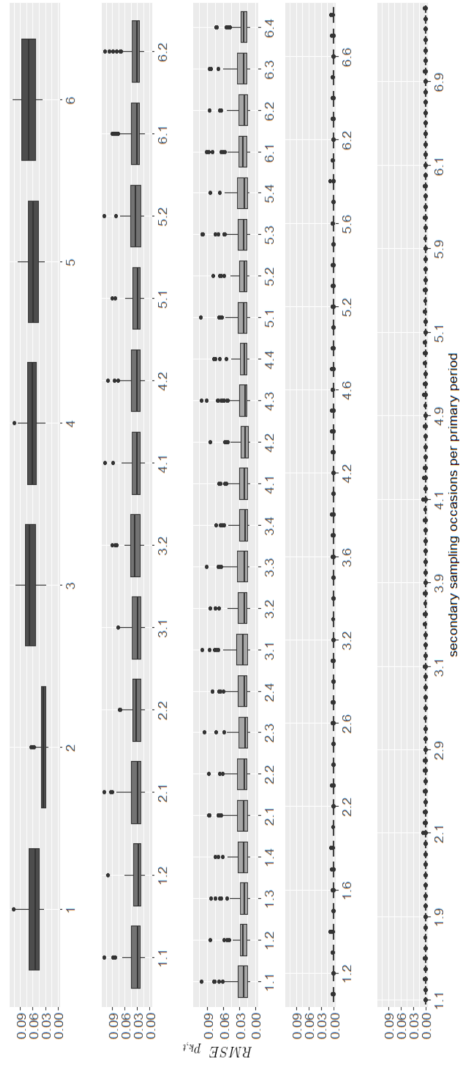 0.09
0.06
0.03
0.00
1 2 3 4 5 6
0.09
0.06
0.03
0.00
1.1 1.2 2.1 2.2 3.1 3.2 4.1 4.2 5.1 5.2 6.1 6.2
RMSE pk,t
0.09
0.06
0.03
0.00
1.1 1.2 1.3 1.4 2.1 2.2 2.3 2.4 3.1 3.2 3.3 3.4 4.1 4.2 4.3 4.4 5.1 5.2 5.3 5.4 6.1 6.2 6.3 6.4
0.09
0.06
0.03
0.00
1.2 1.6 2.2 2.6 3.2 3.6 4.2 4.6 5.2 5.6 6.2 6.6
0.09
0.06
0.03
0.00
1.1 1.9 2.1 2.9 3.1 3.9 4.1 4.9 5.1 5.9 6.1 6.9
secondary sampling occasions per primary period